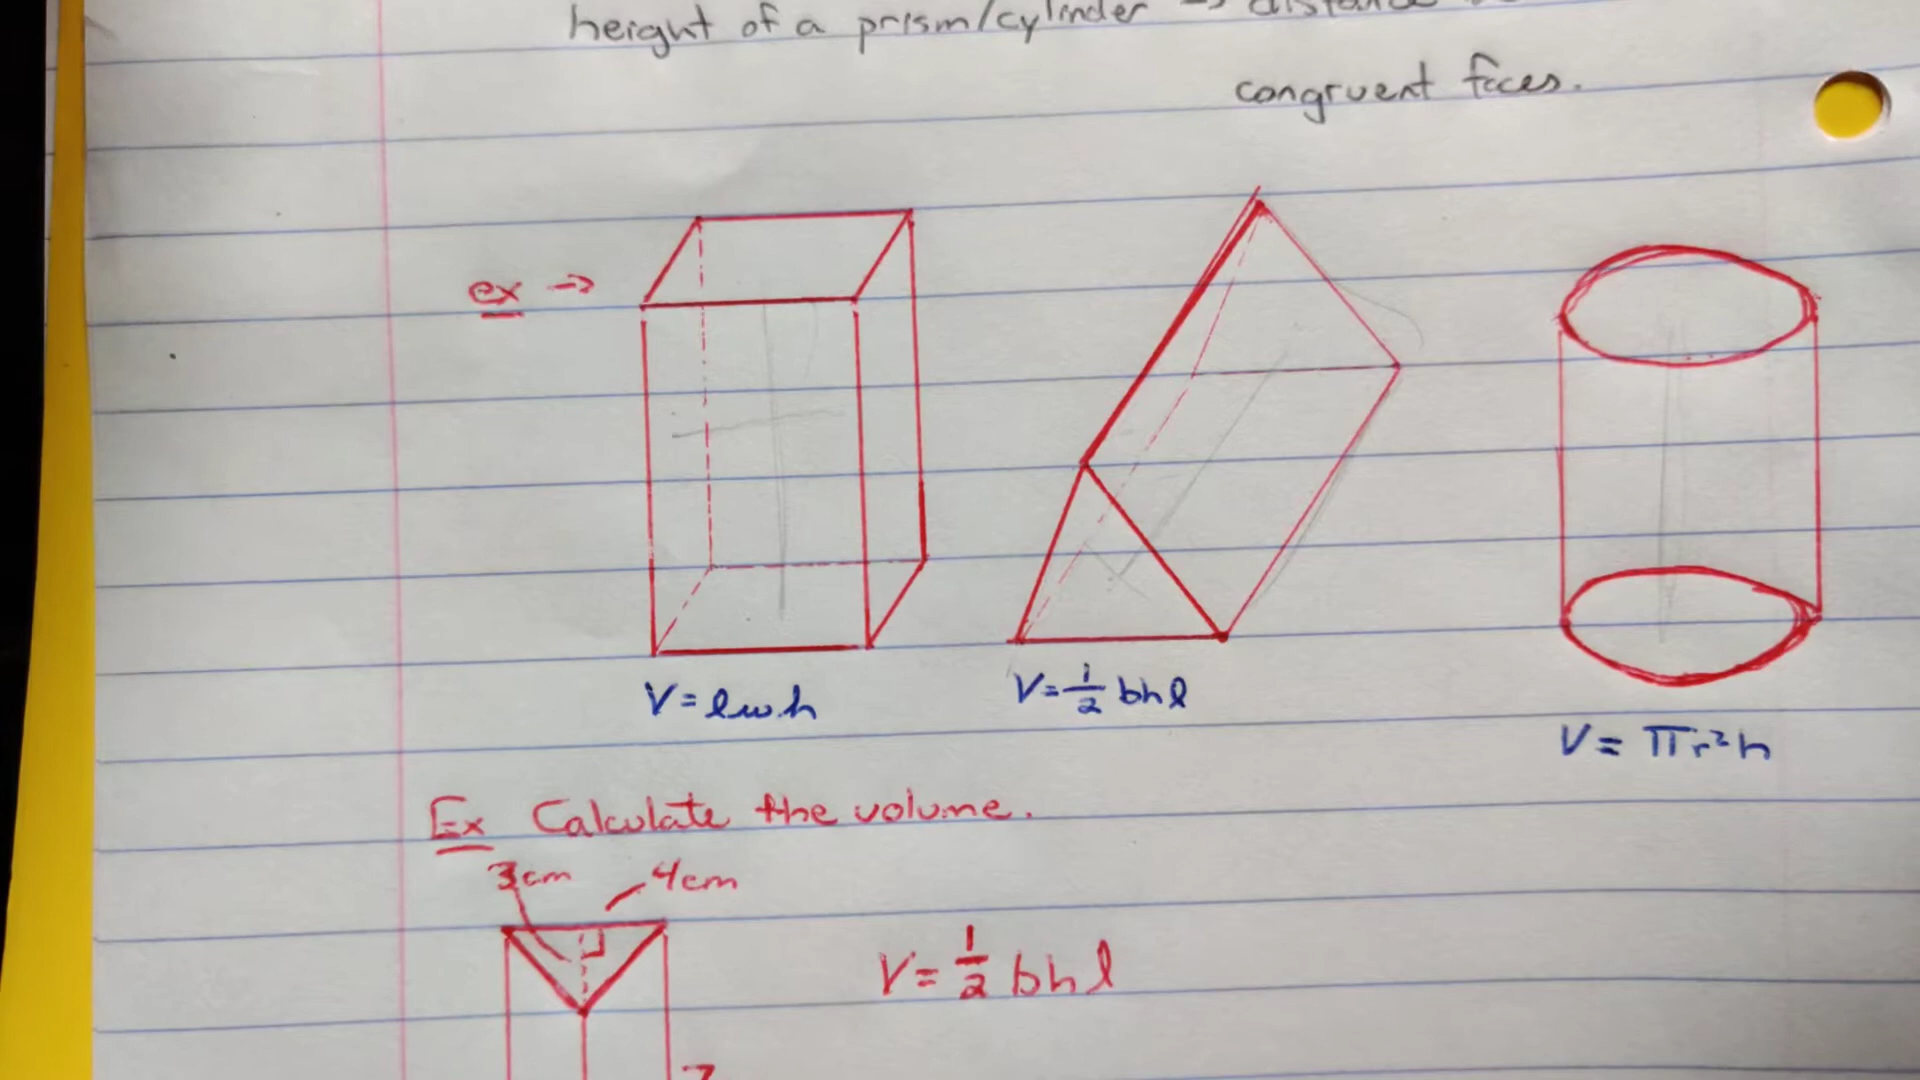 height of a prism/cylinder → distance
congruent faces.
ex →
V = lwh
V = 1/2 bhl
V = πr²h
Ex Calculate the volume.
3cm 4cm
V = 1/2 bhl